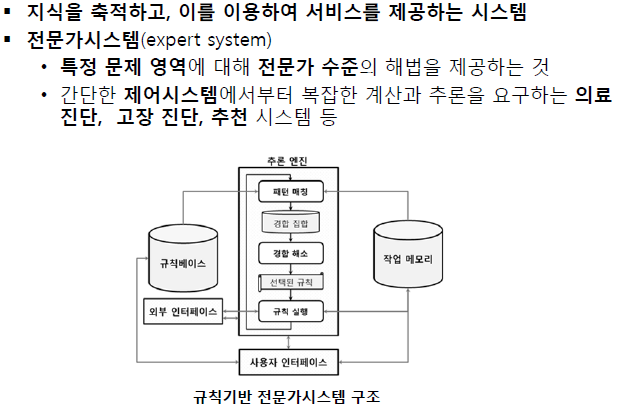 ▪ 지식을 축적하고, 이를 이용하여 서비스를 제공하는 시스템
▪ 전문가시스템(expert system)
• 특정 문제 영역에 대해 전문가 수준의 해법을 제공하는 것
• 간단한 제어시스템에서부터 복잡한 계산과 추론을 요구하는 의료
진단, 고장 진단, 추천 시스템 등
추론 엔진
패턴 매칭
경합 집합
규칙베이스
경합 해소
작업 메모리
선택된 규칙
외부 인터페이스
규칙 실행
사용자 인터페이스
규칙기반 전문가시스템 구조